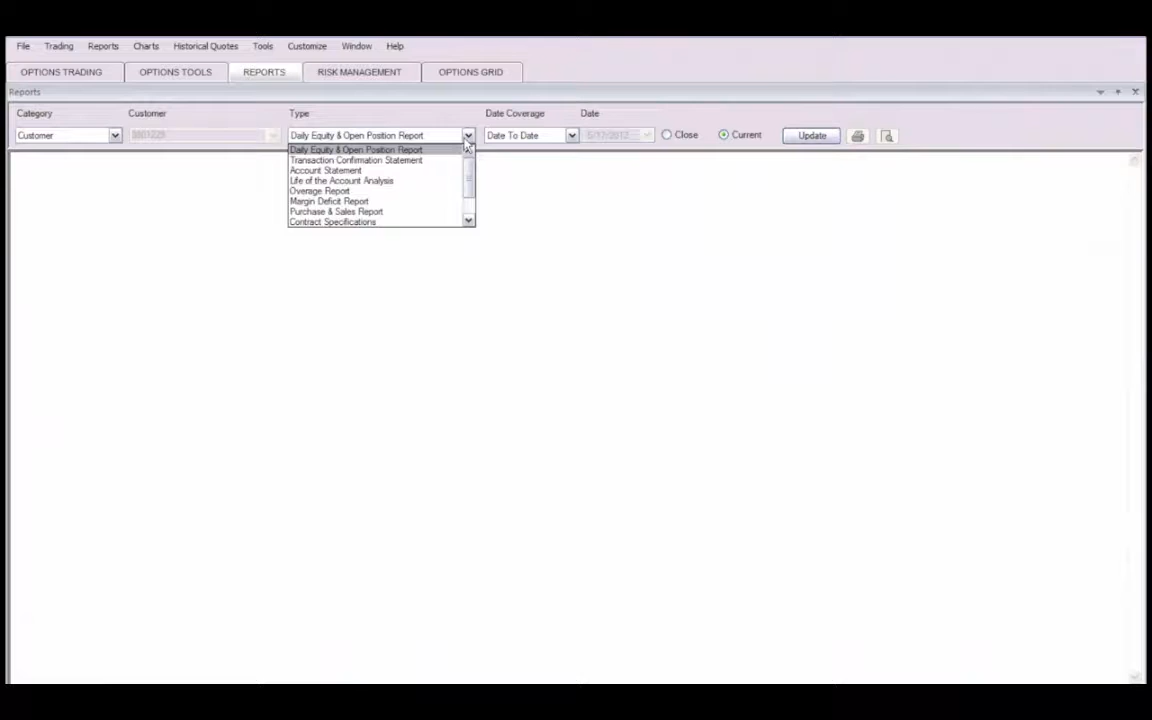 File Trading Reports Charts Historical Quotes Tools Customize Window Help
OPTIONS TRADING OPTIONS TOOLS REPORTS RISK MANAGEMENT OPTIONS GRID
Reports
Category Customer Type Date Coverage Date
Customer Daily Equity & Open Position Report Date To Date 5/17/2012 Close Current Update
Daily Equity & Open Position Report
Transaction Confirmation Statement
Account Statement
Life of the Account Analysis
Overage Report
Margin Deficit Report
Purchase & Sales Report
Contract Specifications